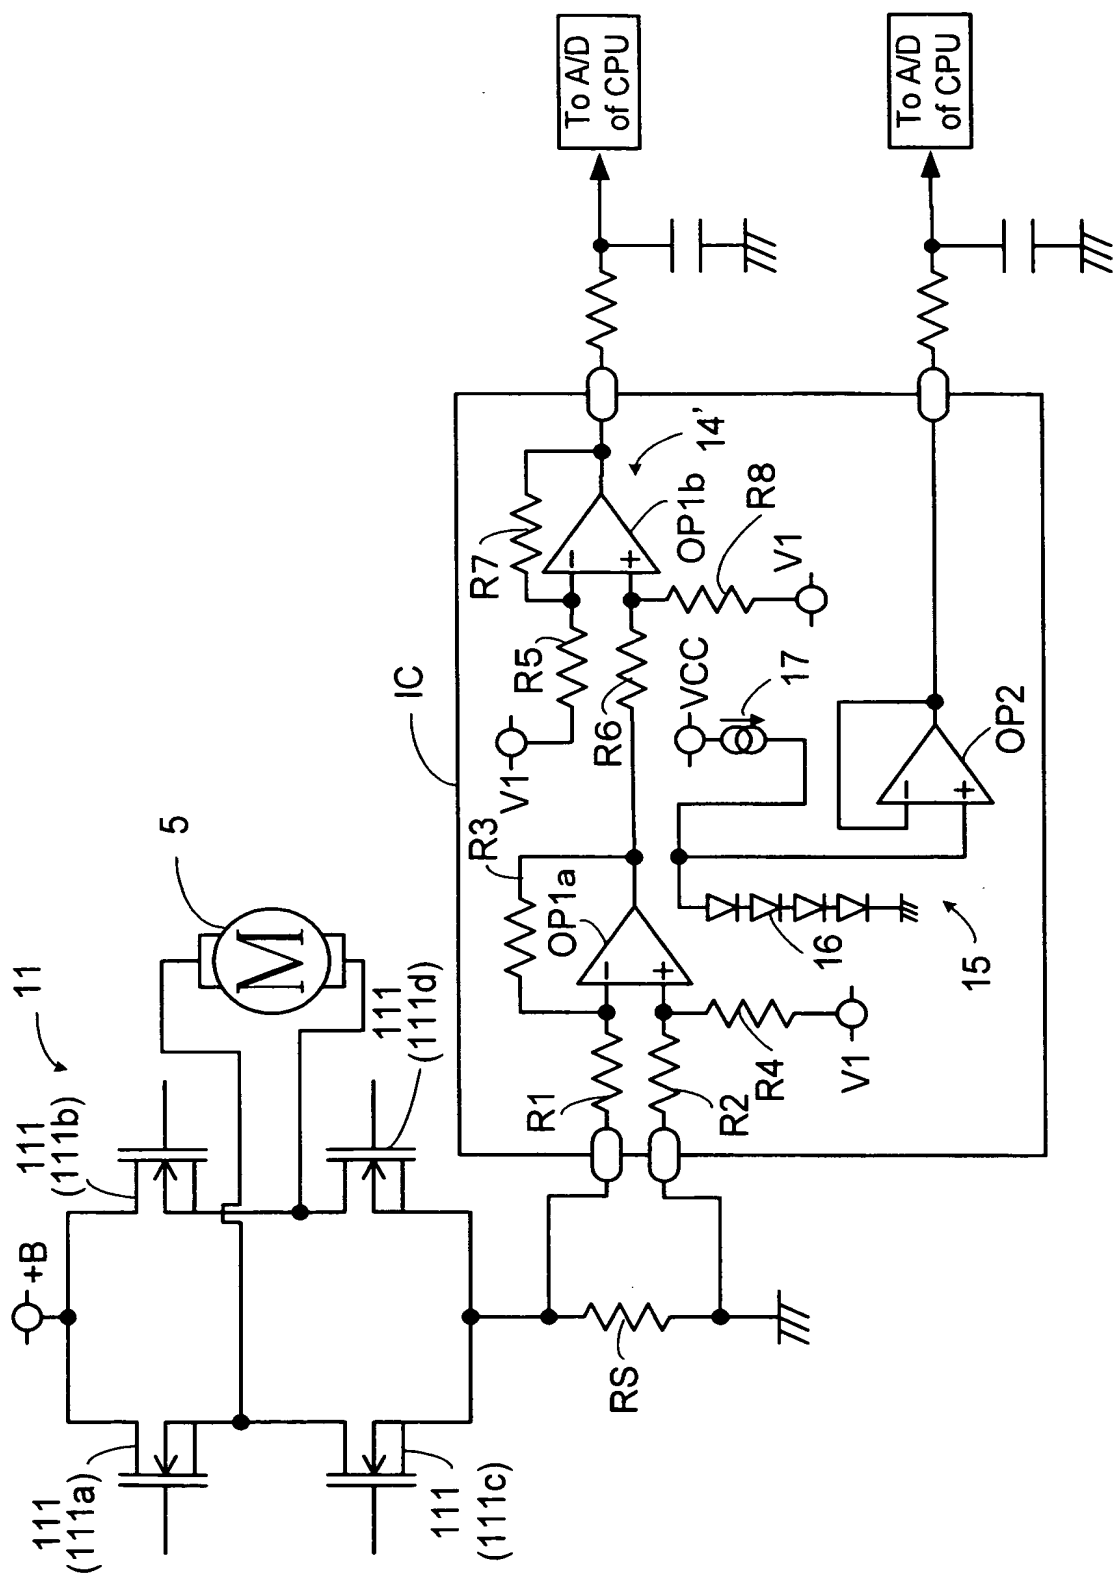 11
+B
111
(111a)
111
(111b)
111
(111c)
111
(111d)
5
M
RS
IC
R1
R2
R3
R4
V1
OP1a
−
+
R5
V1
R6
R7
−
+
OP1b
R8
V1
14'
VCC
17
16
15
−
+
OP2
To A/D
of CPU
To A/D
of CPU